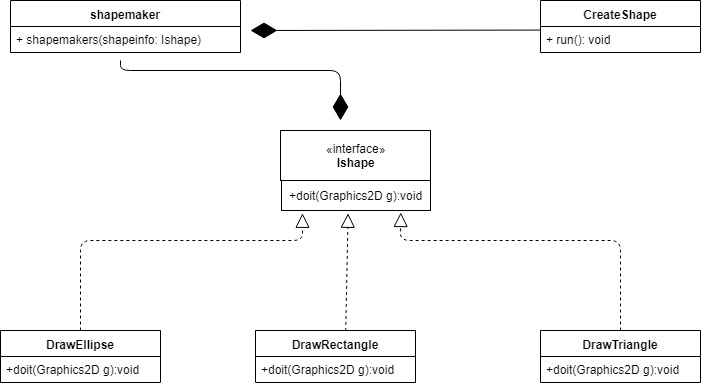 shapemaker
+ shapemakers(shapeinfo: Ishape)
CreateShape
+ run(): void
«interface»
Ishape
+doit(Graphics2D g):void
DrawEllipse
+doit(Graphics2D g):void
DrawRectangle
+doit(Graphics2D g):void
DrawTriangle
+doit(Graphics2D g):void